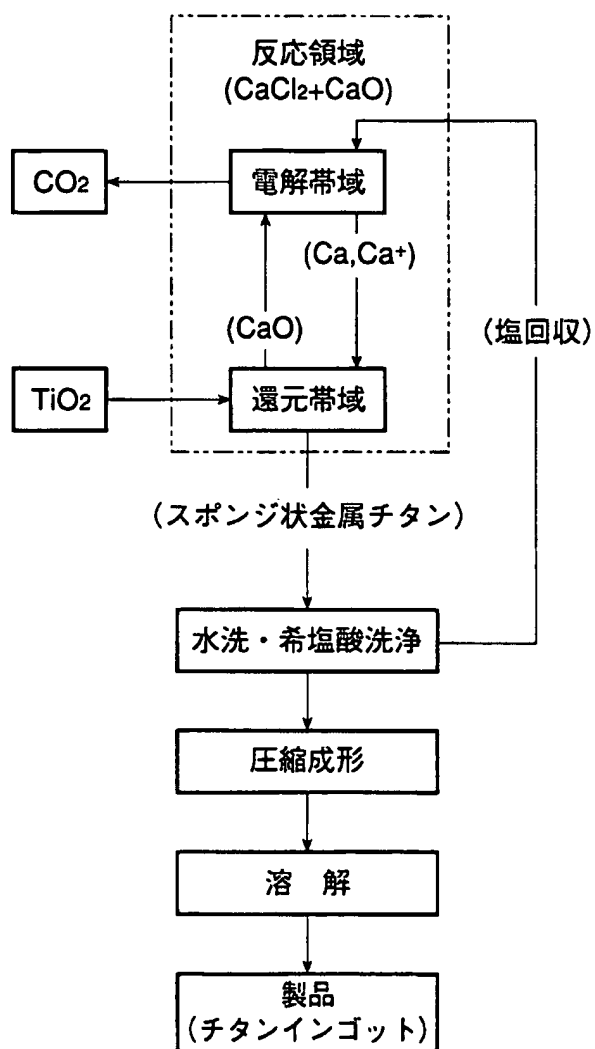 反応領域
(CaCl2+CaO)
CO2
電解帯域
(Ca,Ca+)
(CaO)
(塩回収)
TiO2
還元帯域
(スポンジ状金属チタン)
水洗・希塩酸洗浄
圧縮成形
溶 解
製品
(チタンインゴット)